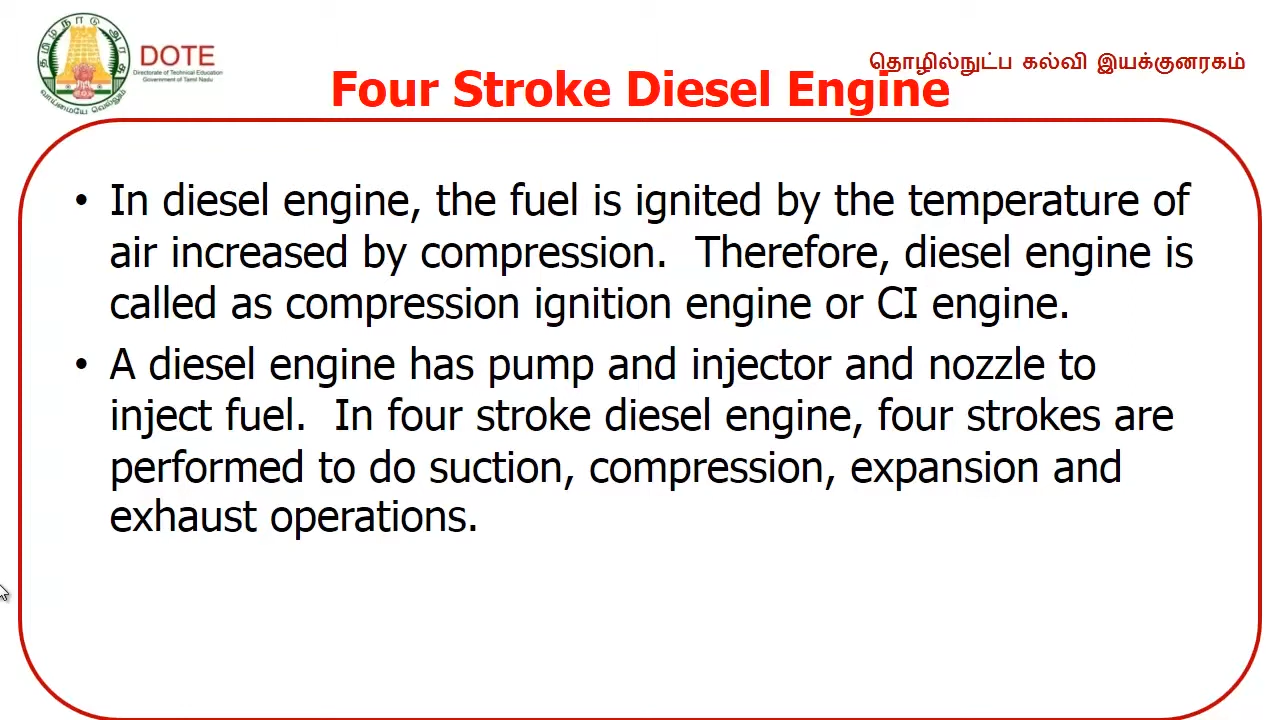 தமிழ்நாடு அரசு
வாய்மையே வெல்லும்
DOTE
Directorate of Technical Education
Government of Tamil Nadu
தொழில்நுட்ப கல்வி இயக்குனரகம்
Four Stroke Diesel Engine
• In diesel engine, the fuel is ignited by the temperature of
air increased by compression.  Therefore, diesel engine is
called as compression ignition engine or CI engine.
• A diesel engine has pump and injector and nozzle to
inject fuel.  In four stroke diesel engine, four strokes are
performed to do suction, compression, expansion and
exhaust operations.